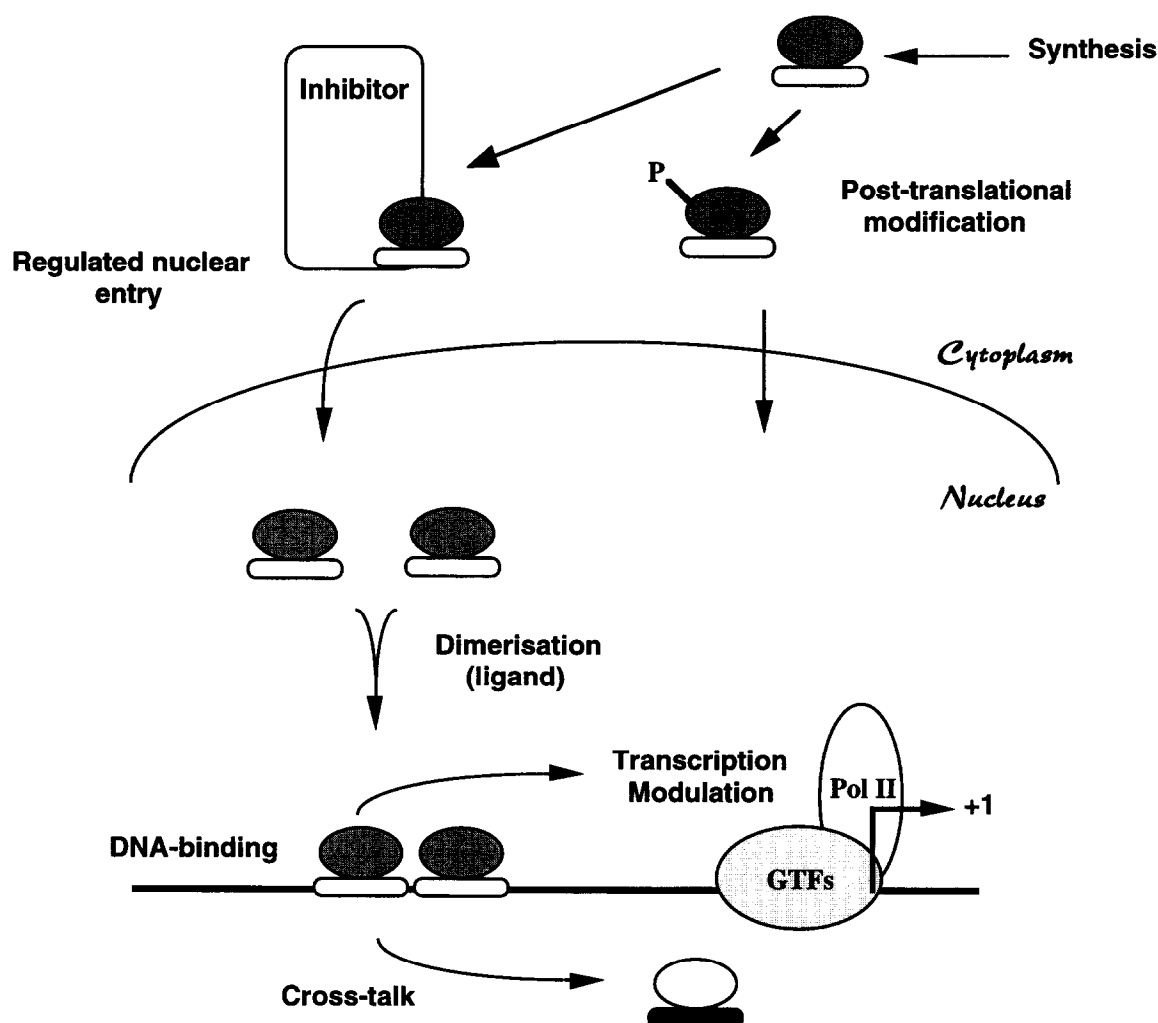 Synthesis
Inhibitor
P
Post-translational
modification
Regulated nuclear
entry
Cytoplasm
Nucleus
Dimerisation
(ligand)
Transcription
Modulation
Pol II
+1
DNA-binding
GTFs
Cross-talk